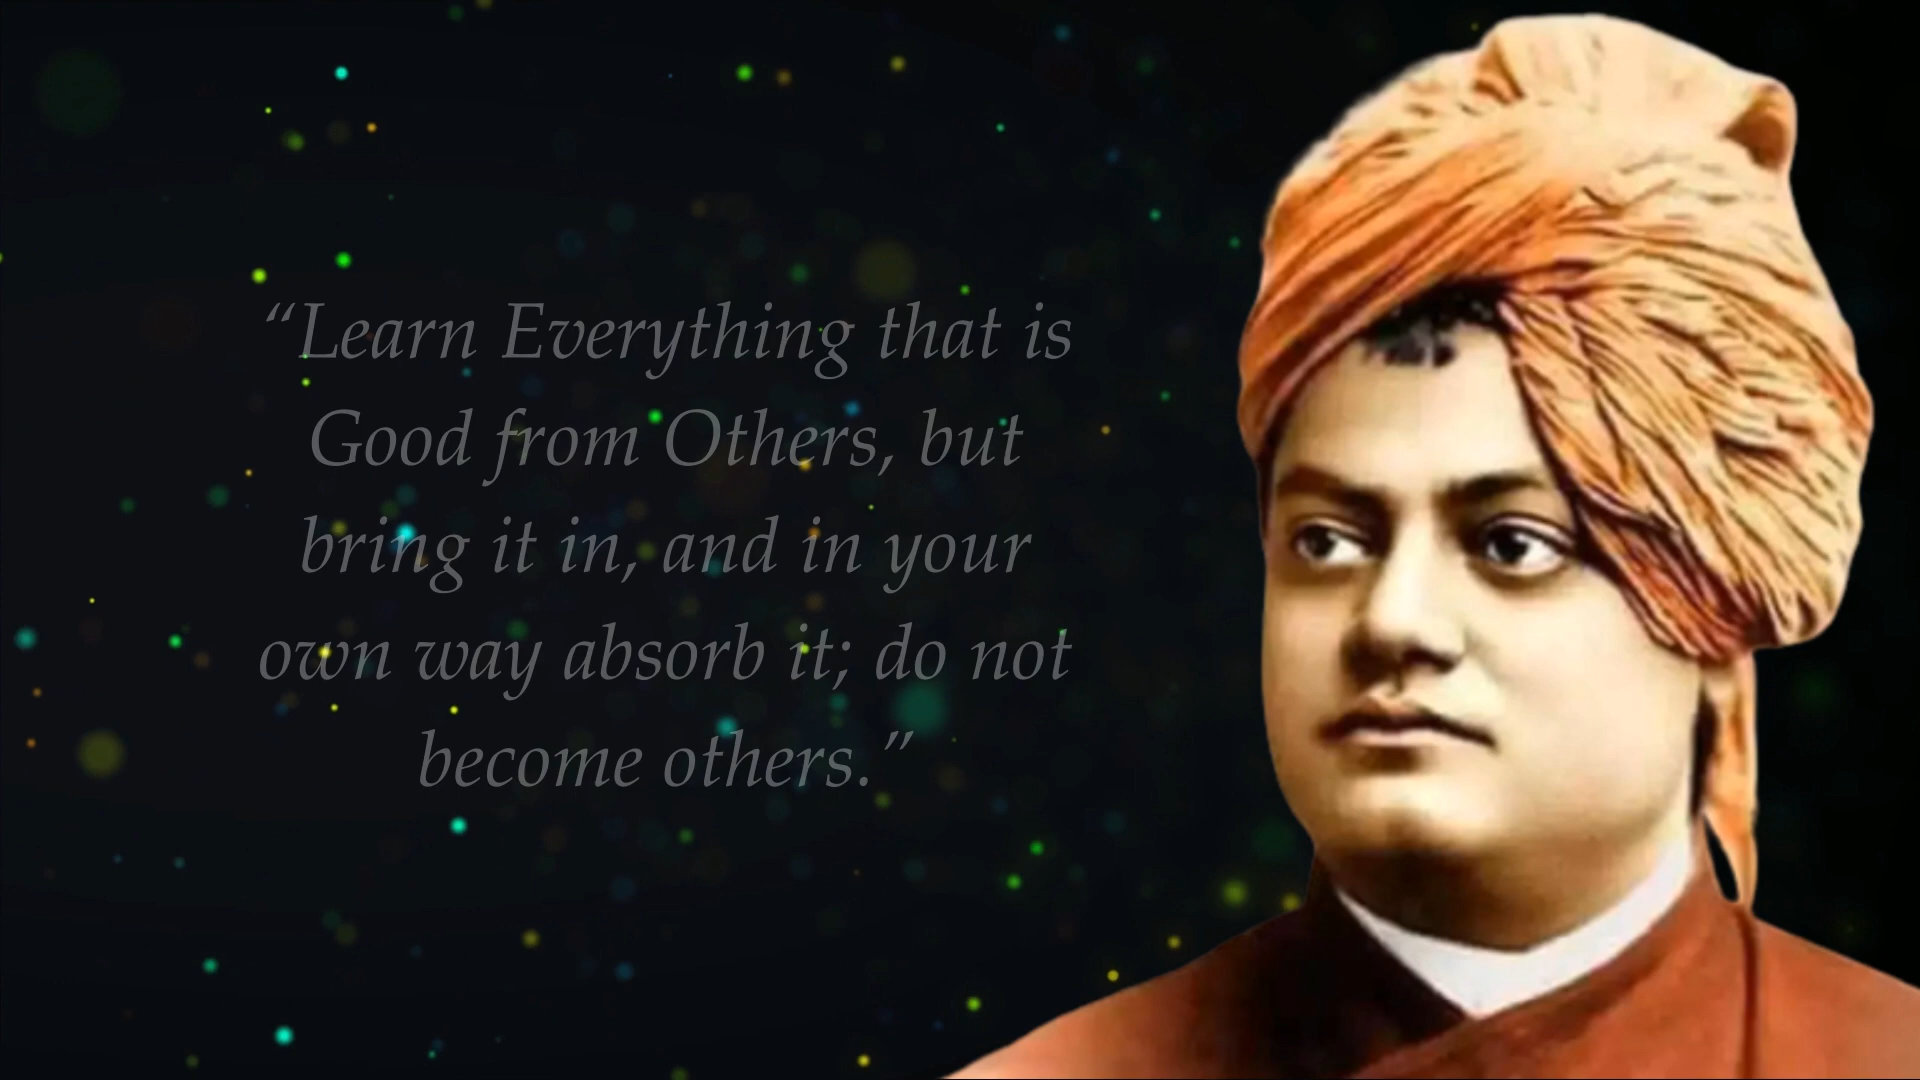 “Learn Everything that is
Good from Others, but
bring it in, and in your
own way absorb it; do not
become others.”